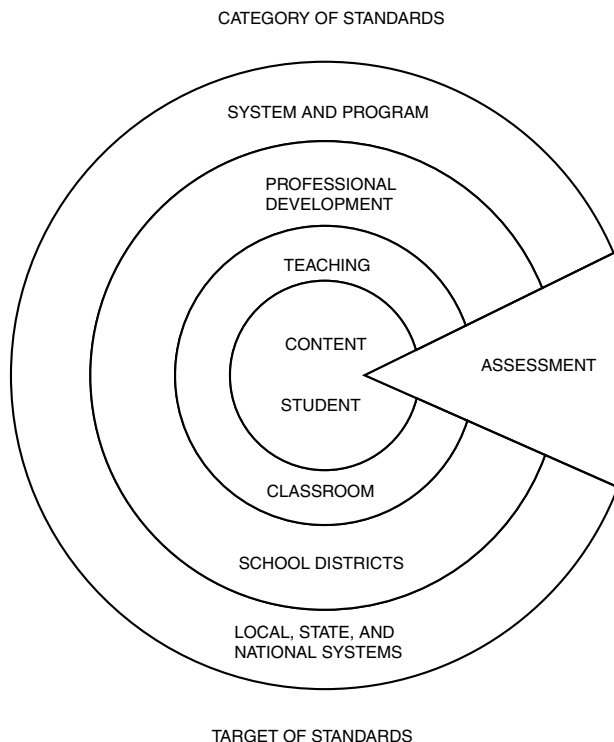 CATEGORY OF STANDARDS
SYSTEM AND PROGRAM
PROFESSIONAL
DEVELOPMENT
TEACHING
CONTENT
ASSESSMENT
STUDENT
CLASSROOM
SCHOOL DISTRICTS
LOCAL, STATE, AND
NATIONAL SYSTEMS
TARGET OF STANDARDS